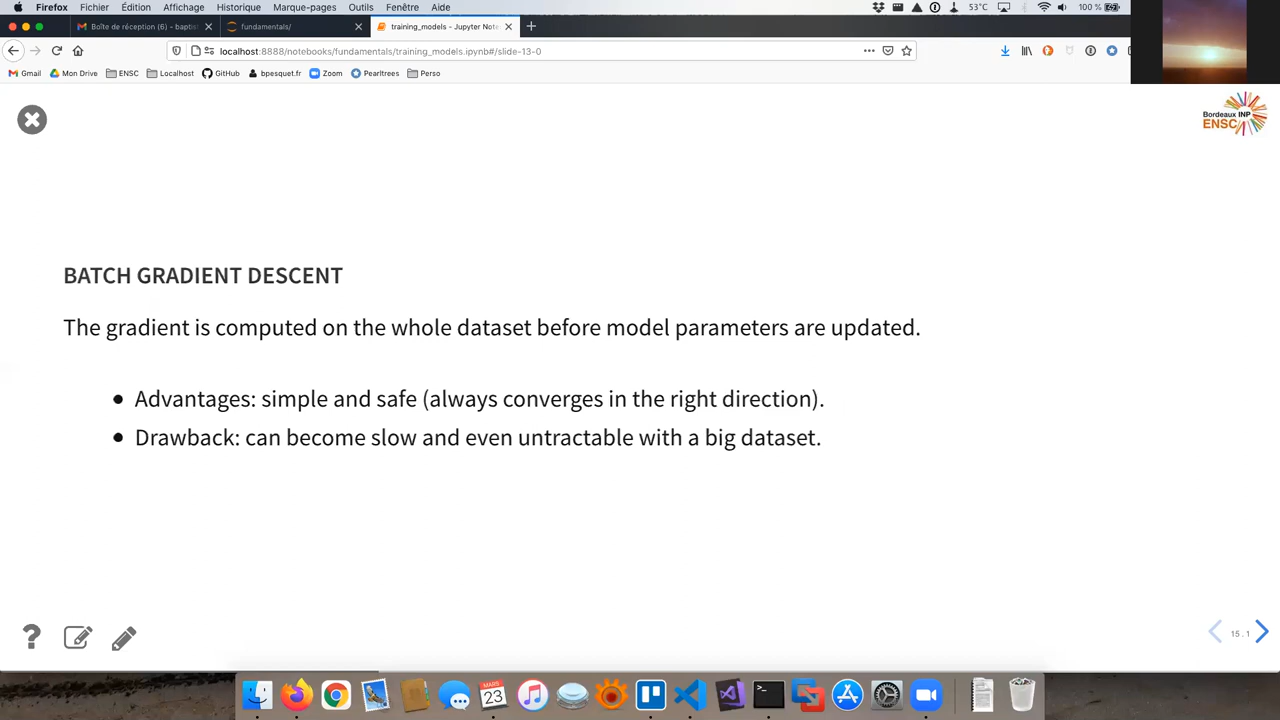 Firefox Fichier Édition Affichage Historique Marque-pages Outils Fenêtre Aide 53°C 100 %
Boîte de réception (6) – baptis fundamentals/ training_models - Jupyter Note
localhost:8888/notebooks/fundamentals/training_models.ipynb#/slide-13-0
Gmail Mon Drive ENSC Localhost GitHub bpesquet.fr Zoom Pearltrees Perso
Bordeaux INP
ENSC
BATCH GRADIENT DESCENT
The gradient is computed on the whole dataset before model parameters are updated.
• Advantages: simple and safe (always converges in the right direction).
• Drawback: can become slow and even untractable with a big dataset.
15.1
MARS
23